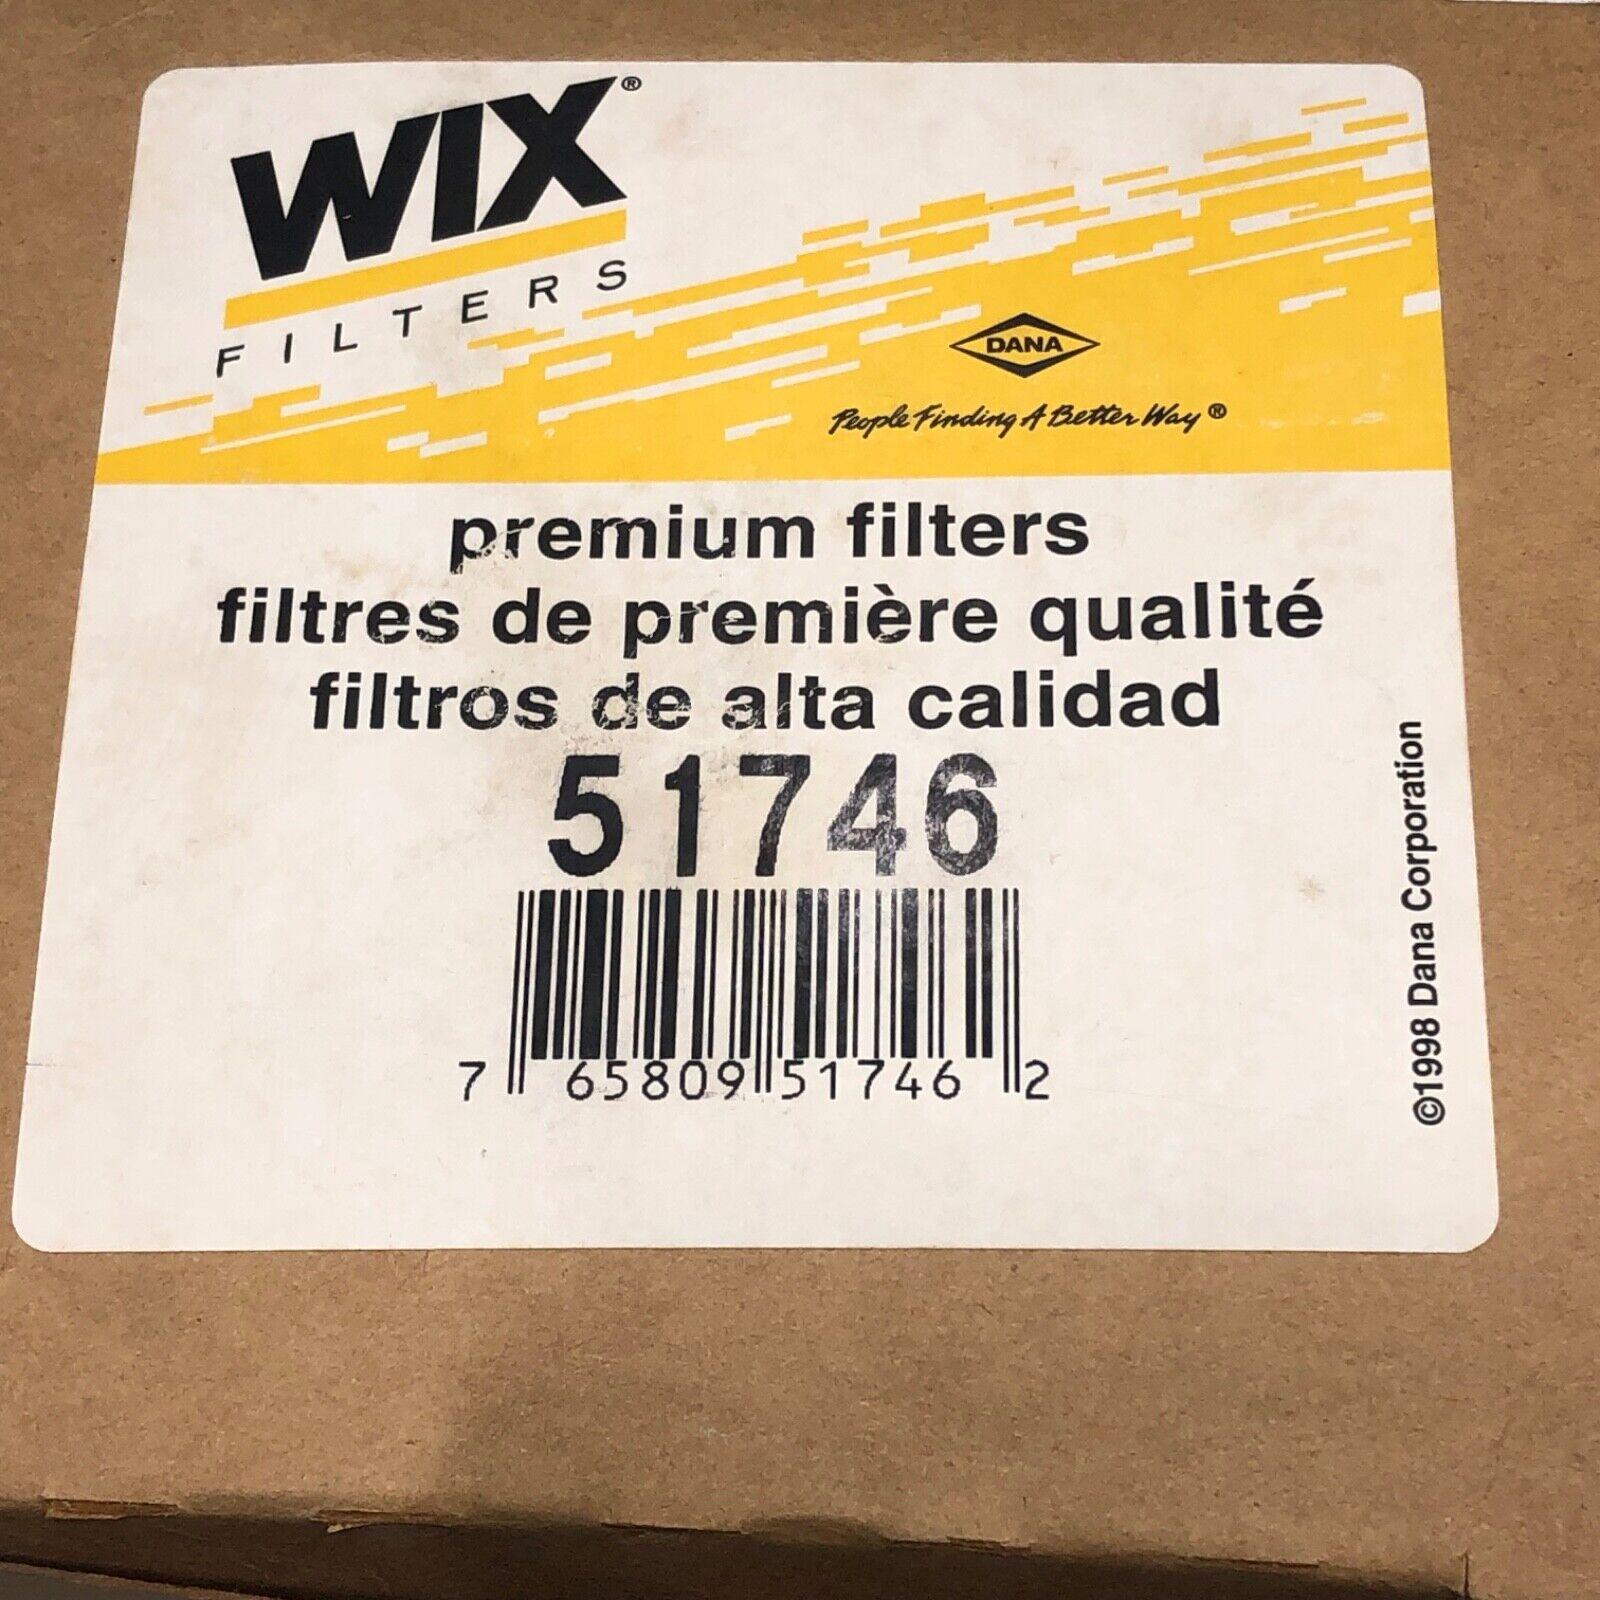 WIX®
FILTERS
DANA
People Finding A Better Way®
premium filters
filtres de première qualité
filtros de alta calidad
51746
7 65809 51746 2
©1998 Dana Corporation